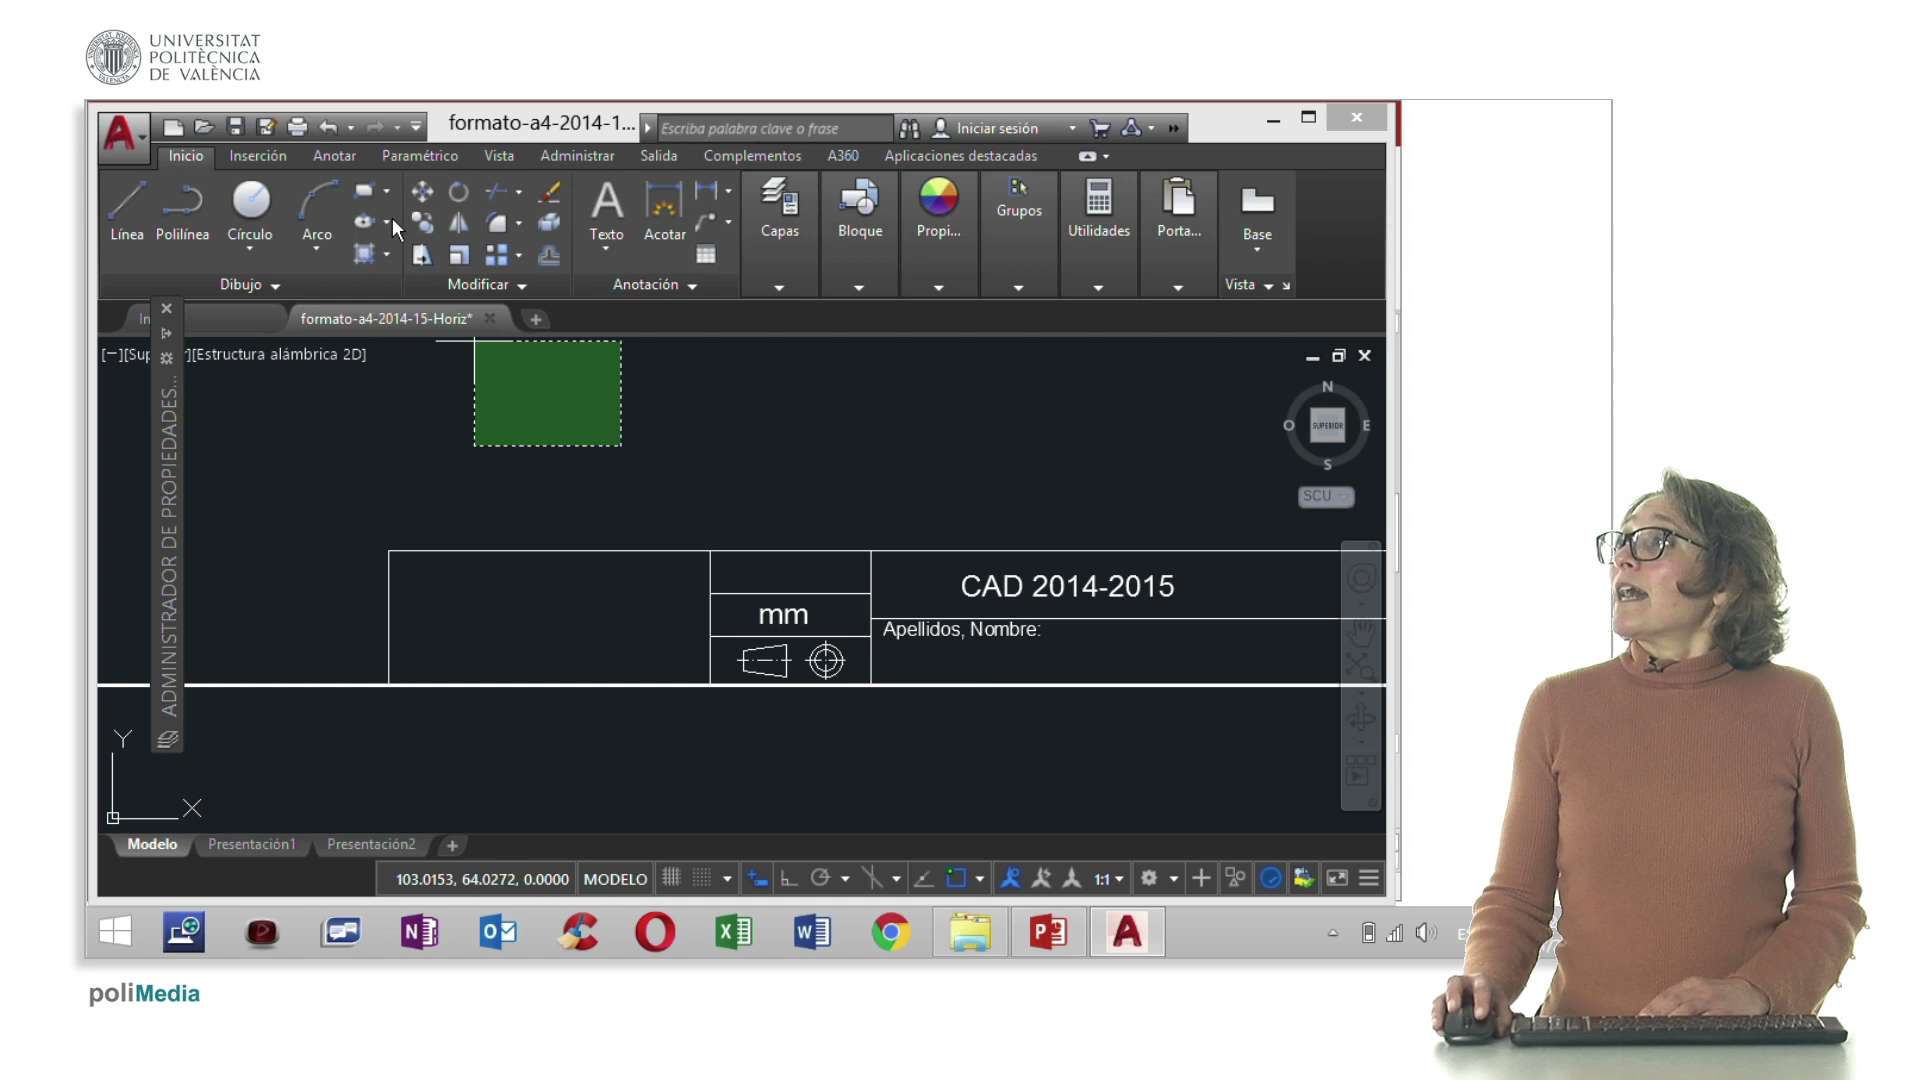 UNIVERSITAT
POLITÈCNICA
DE VALÈNCIA
formato-a4-2014-1...
Escriba palabra clave o frase
Iniciar sesión
Inicio
Inserción
Anotar
Paramétrico
Vista
Administrar
Salida
Complementos
A360
Aplicaciones destacadas
Línea
Polilínea
Círculo
Arco
Texto
Acotar
Capas
Bloque
Propi...
Grupos
Utilidades
Porta...
Base
Dibujo
Modificar
Anotación
Vista
In
formato-a4-2014-15-Horiz*
[−][Sup
r][Estructura alámbrica 2D]
ADMINISTRADOR DE PROPIEDADES...
N
O
SUPERIOR
E
S
SCU
CAD 2014-2015
mm
Apellidos, Nombre:
Y
X
Modelo
Presentación1
Presentación2
103.0153, 64.0272, 0.0000
MODELO
1:1
poliMedia